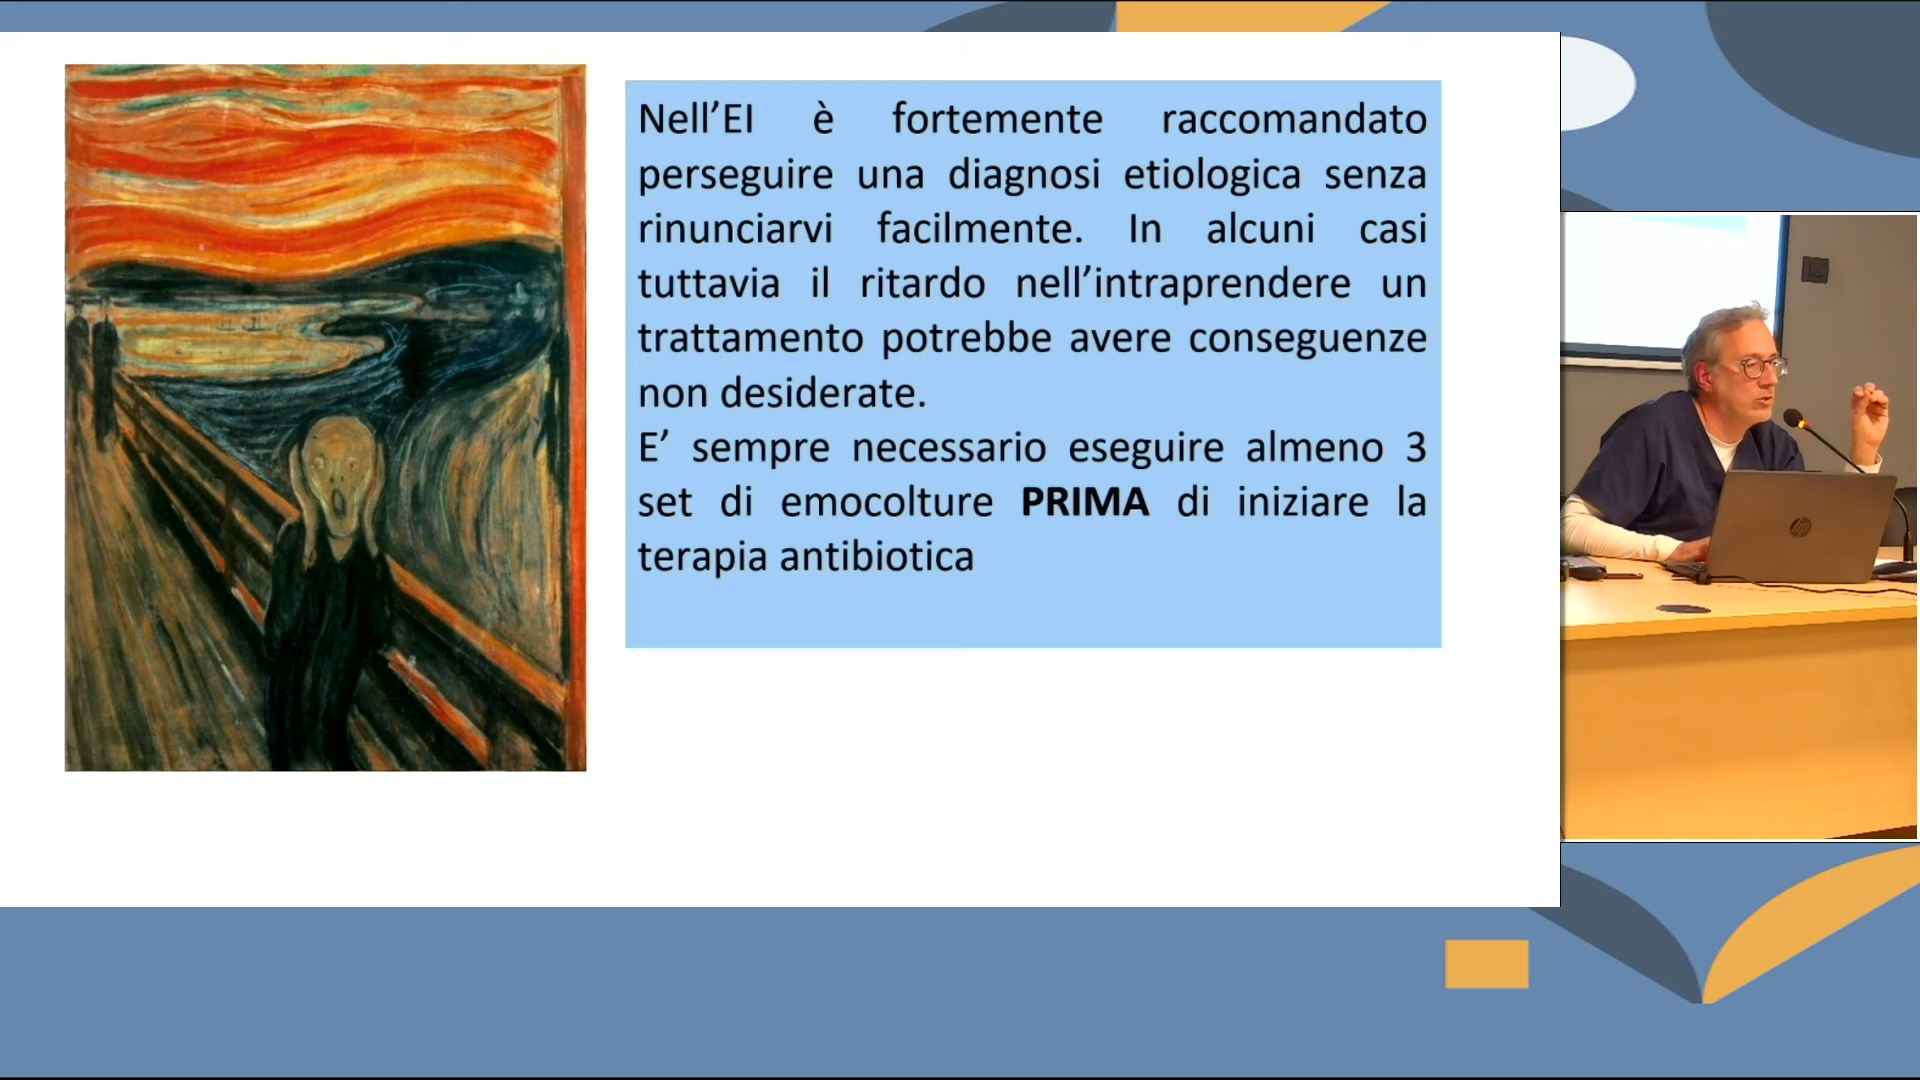 Nell’EI è fortemente raccomandato
perseguire una diagnosi etiologica senza
rinunciarvi facilmente. In alcuni casi
tuttavia il ritardo nell’intraprendere un
trattamento potrebbe avere conseguenze
non desiderate.
E’ sempre necessario eseguire almeno 3
set di emocolture PRIMA di iniziare la
terapia antibiotica
hp